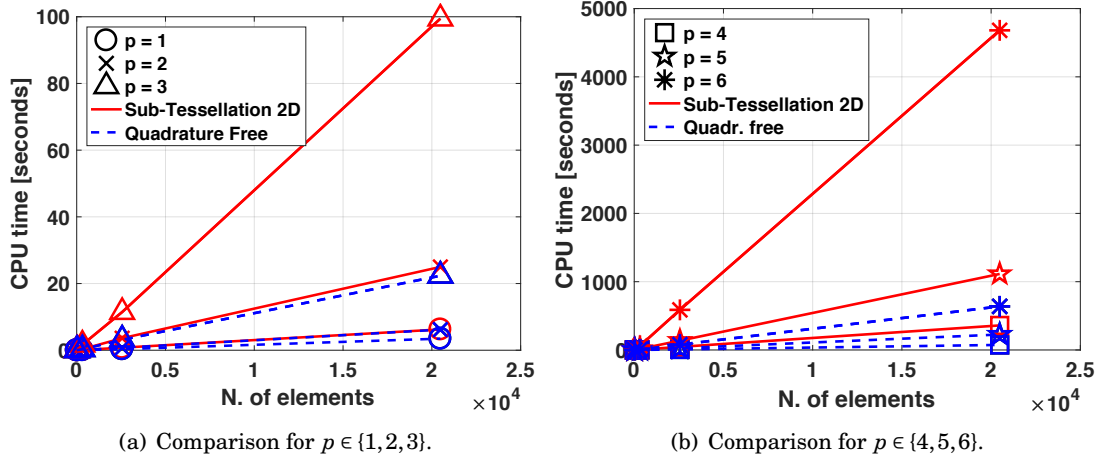 100
80
60
40
20
0
CPU time [seconds]
p = 1
p = 2
p = 3
Sub-Tessellation 2D
Quadrature Free
0 0.5 1 1.5 2 2.5
N. of elements
×10^4
(a) Comparison for p ∈ {1,2,3}.
5000
4000
3000
2000
1000
0
CPU time [seconds]
p = 4
p = 5
p = 6
Sub-Tessellation 2D
Quadr. free
0 0.5 1 1.5 2 2.5
N. of elements
×10^4
(b) Comparison for p ∈ {4,5,6}.